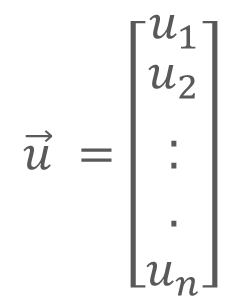 u⃗ = [
u₁
u₂
:
.
uₙ
]